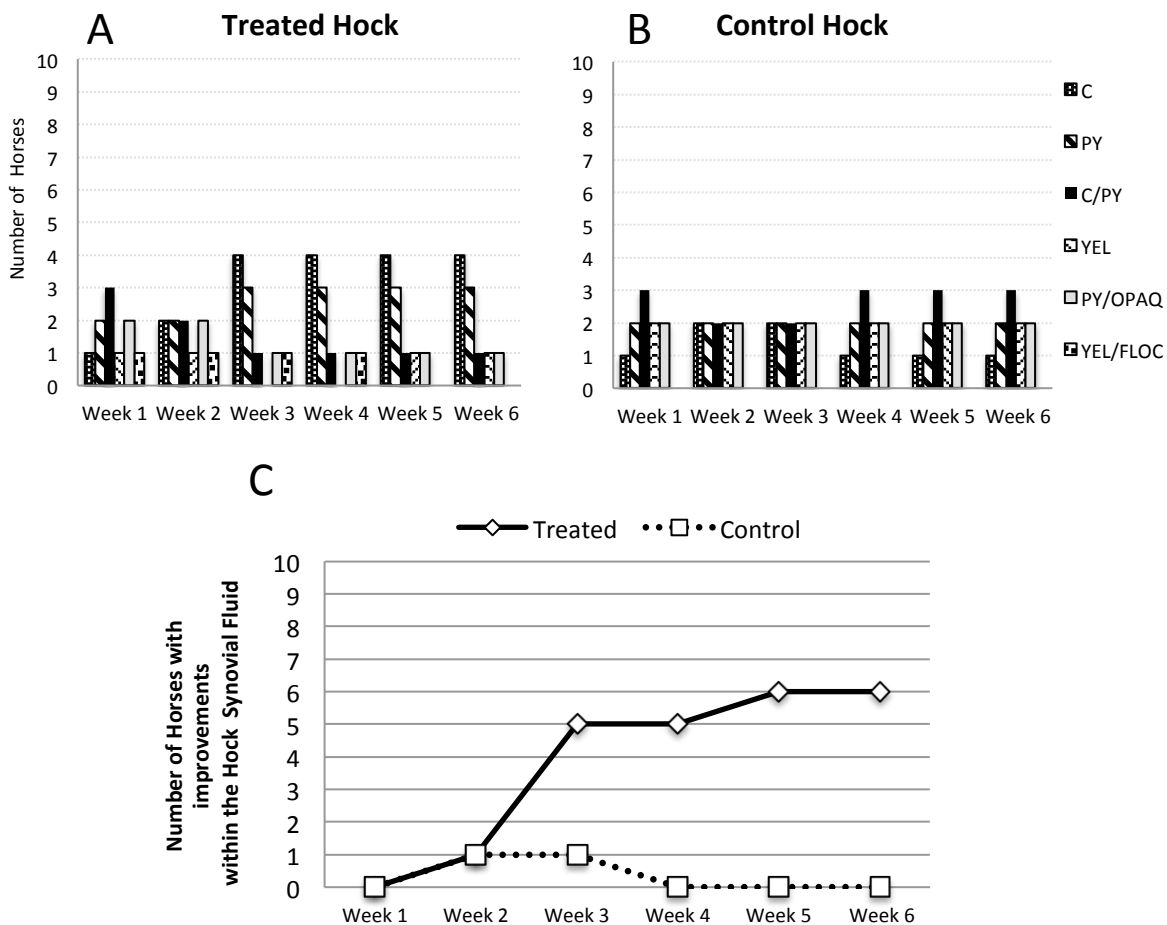 A
Treated Hock
B
Control Hock
Number of Horses
10
9
8
7
6
5
4
3
2
1
0
Week 1 Week 2 Week 3 Week 4 Week 5 Week 6
10
9
8
7
6
5
4
3
2
1
0
Week 1 Week 2 Week 3 Week 4 Week 5 Week 6
C
PY
C/PY
YEL
PY/OPAQ
YEL/FLOC
C
Treated Control
Number of Horses with
improvements
within the Hock Synovial Fluid
10
9
8
7
6
5
4
3
2
1
0
Week 1 Week 2 Week 3 Week 4 Week 5 Week 6